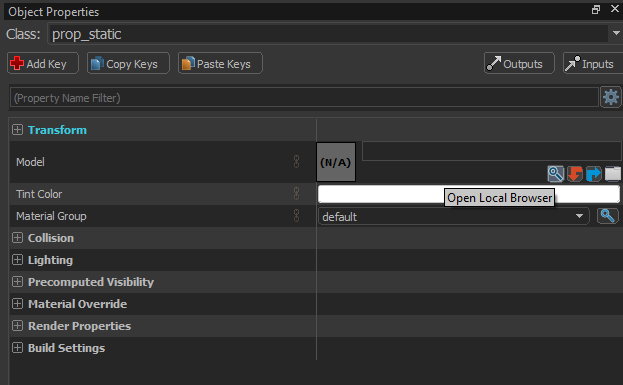 Object Properties
Class: prop_static
Add Key Copy Keys Paste Keys Outputs Inputs
(Property Name Filter)
Transform
Model (N/A)
Tint Color Open Local Browser
Material Group default
Collision
Lighting
Precomputed Visibility
Material Override
Render Properties
Build Settings